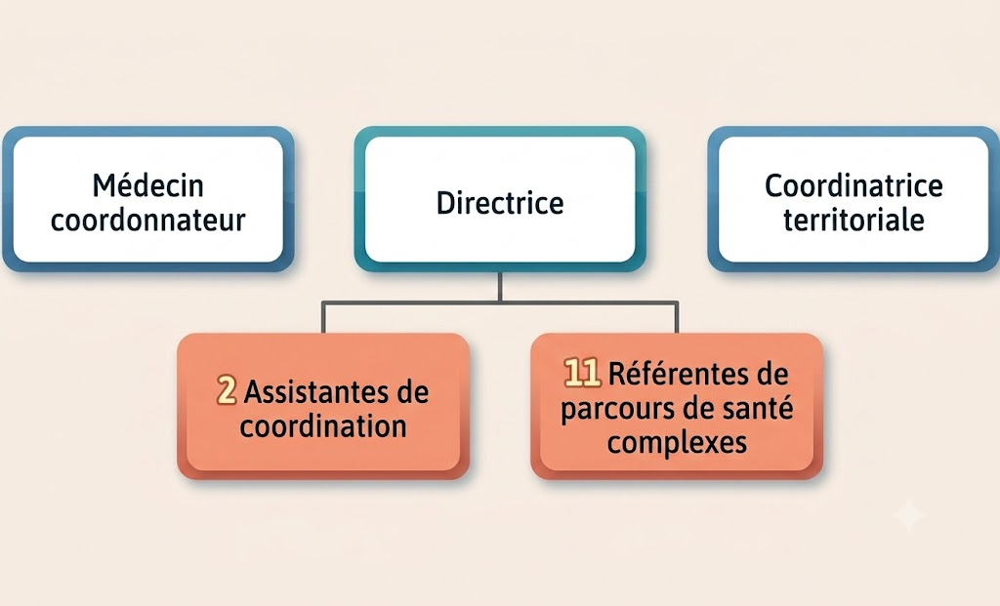 Médecin
coordonnateur
Directrice
Coordinatrice
territoriale
2 Assistantes de
coordination
11 Référentes de
parcours de santé
complexes